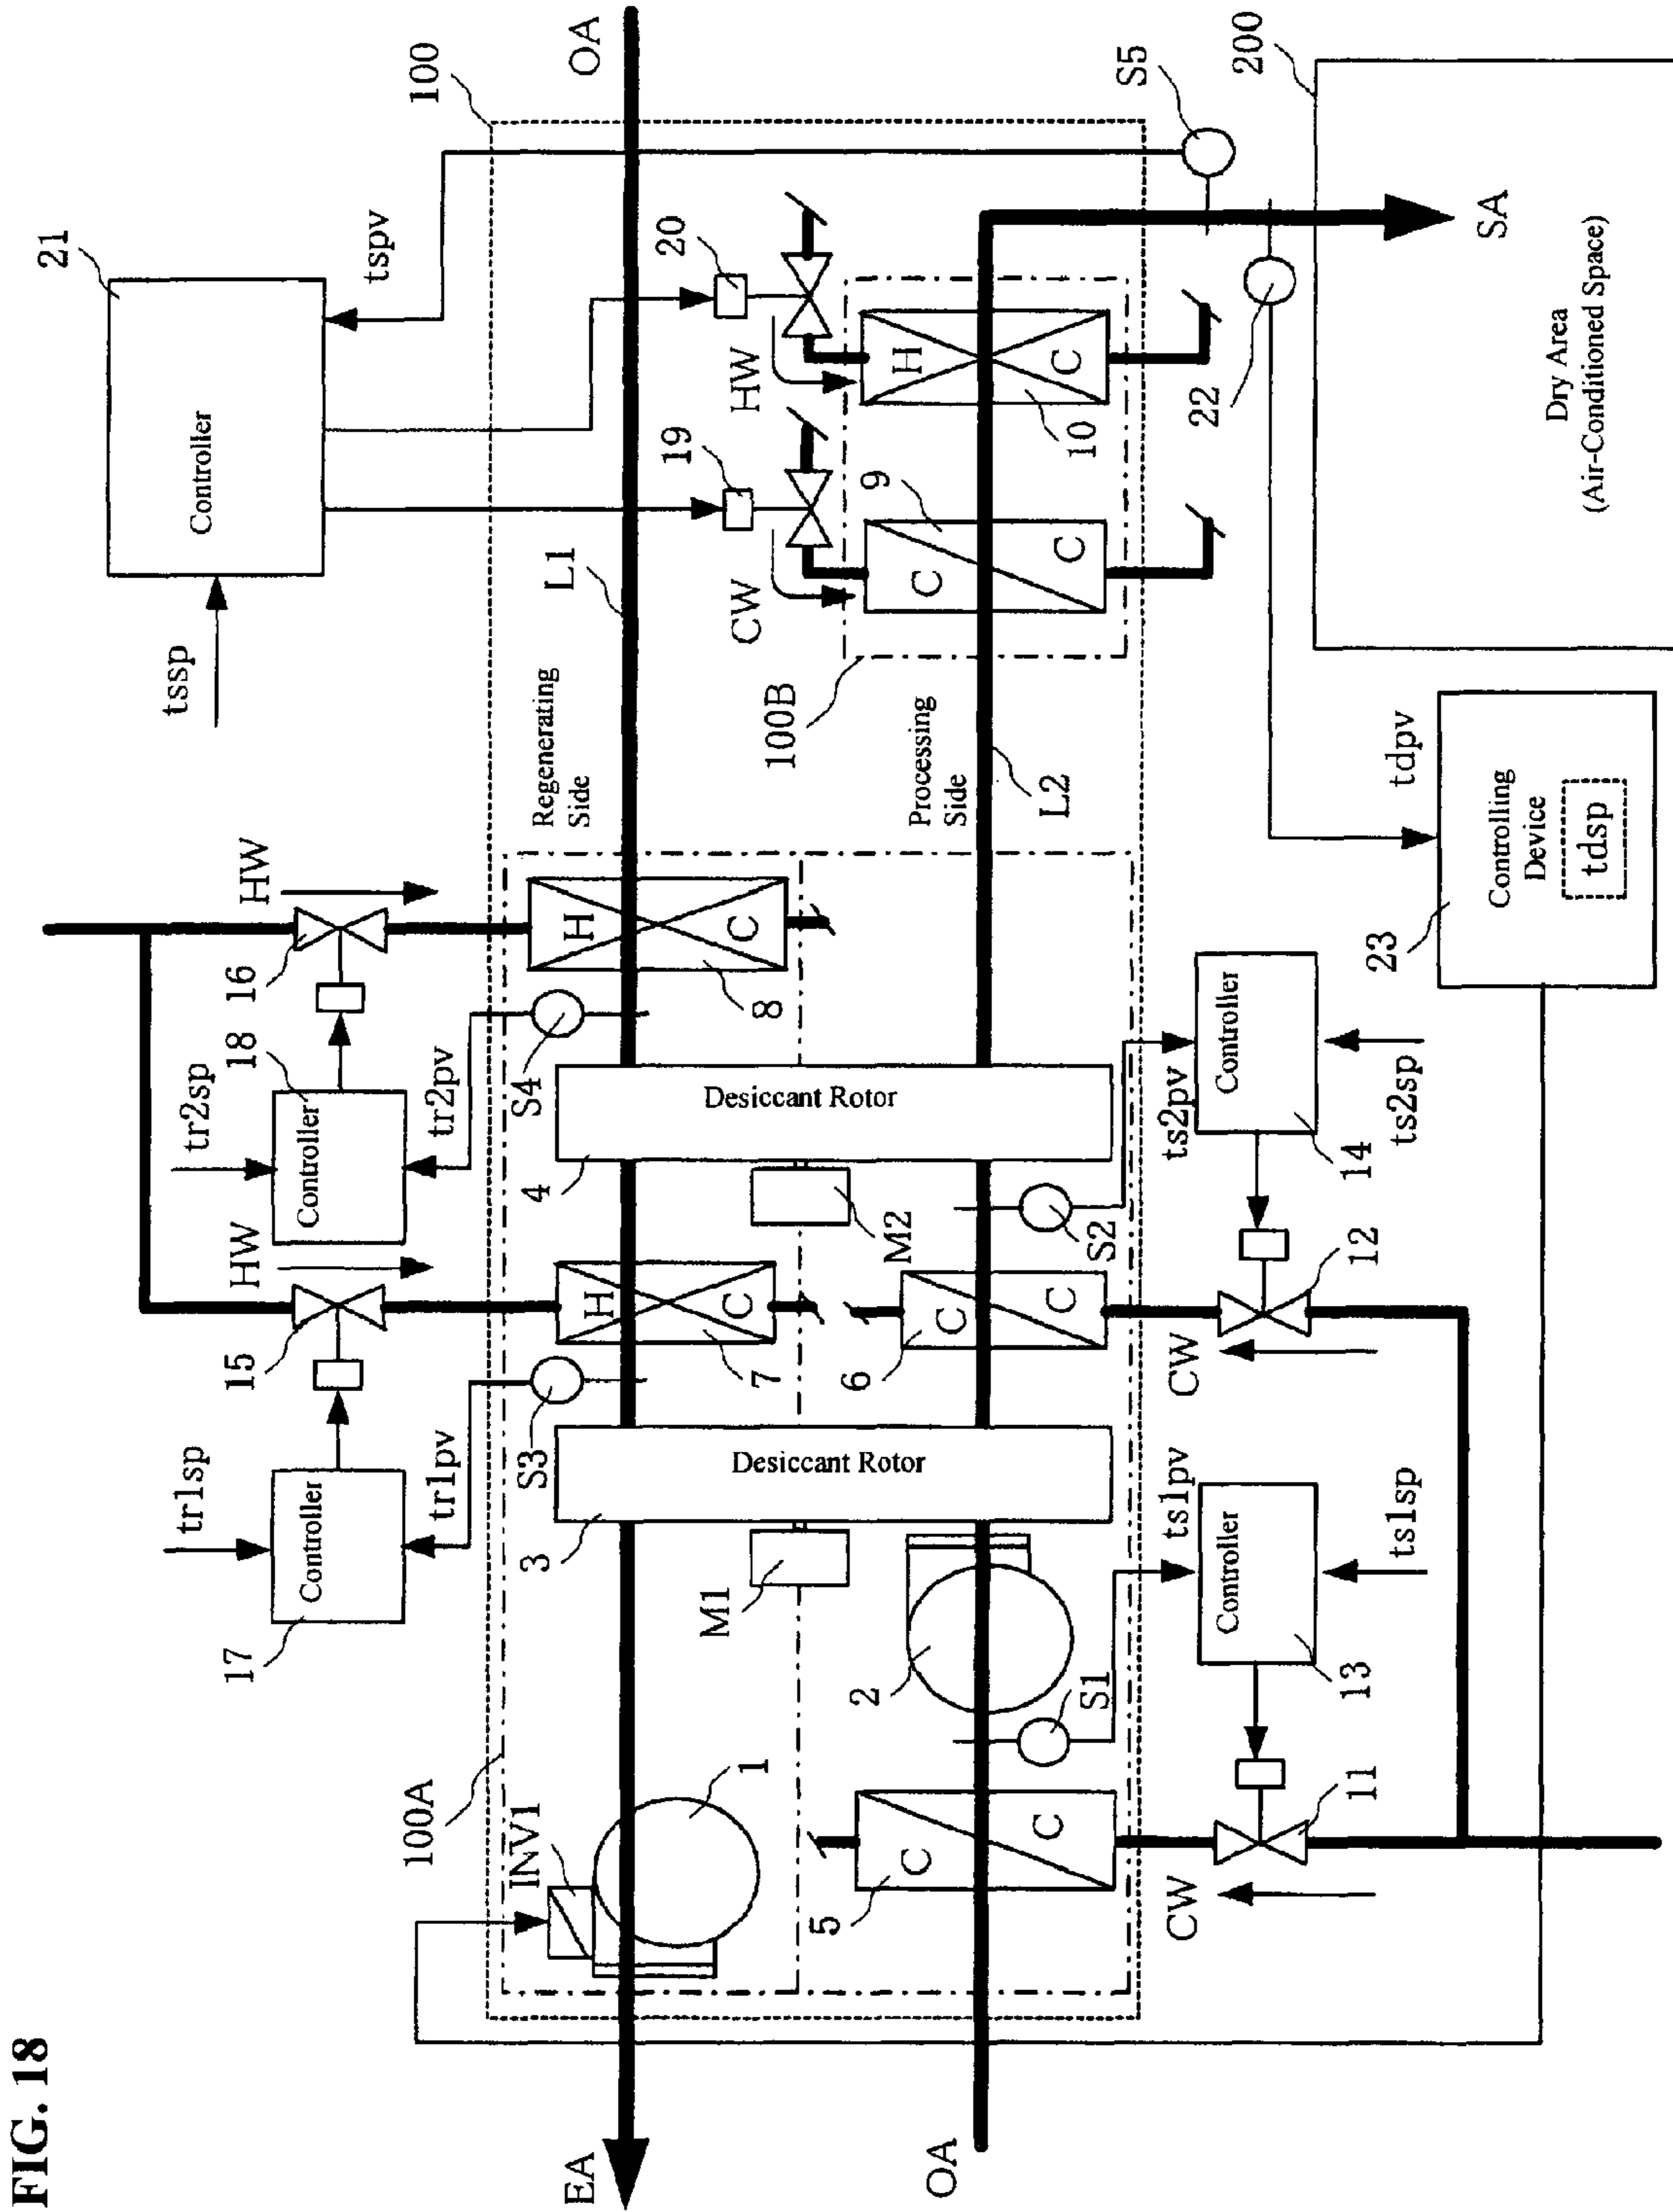 FIG. 18
21
Controller
tssp
tspv
100
OA
L1
Regenerating
Side
HW
16
18
Controller
tr2sp
tr2pv
S4
8
H
C
HW
15
17
Controller
tr1sp
tr1pv
S3
7
H
C
100A
INV1
1
EA
4
Desiccant Rotor
M2
3
Desiccant Rotor
M1
19
20
CW
HW
100B
9
C
C
10
H
C
Processing
Side
L2
S5
22
SA
200
Dry Area
(Air-Conditioned Space)
tdpv
Controlling
Device
tdsp
23
6
C
C
S2
ts2pv
Controller
14
ts2sp
12
CW
2
S1
ts1pv
Controller
13
ts1sp
11
CW
5
C
C
OA